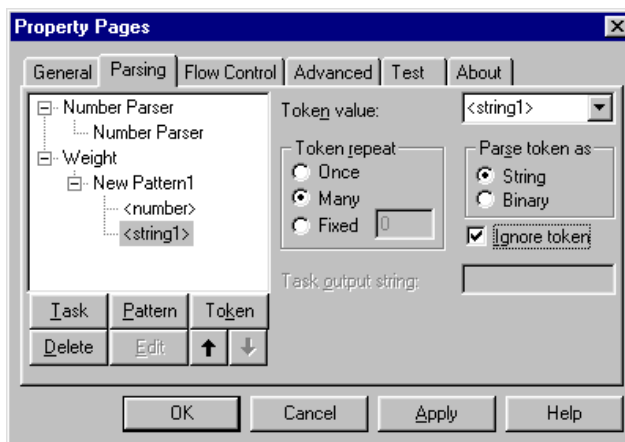 Property Pages
General Parsing Flow Control Advanced Test About
Number Parser
Number Parser
Weight
New Pattern1
<number>
<string1>
Task Pattern Token
Delete Edit
Token value: <string1>
Token repeat
Once
Many
Fixed 0
Parse token as
String
Binary
Ignore token
Task output string:
OK Cancel Apply Help